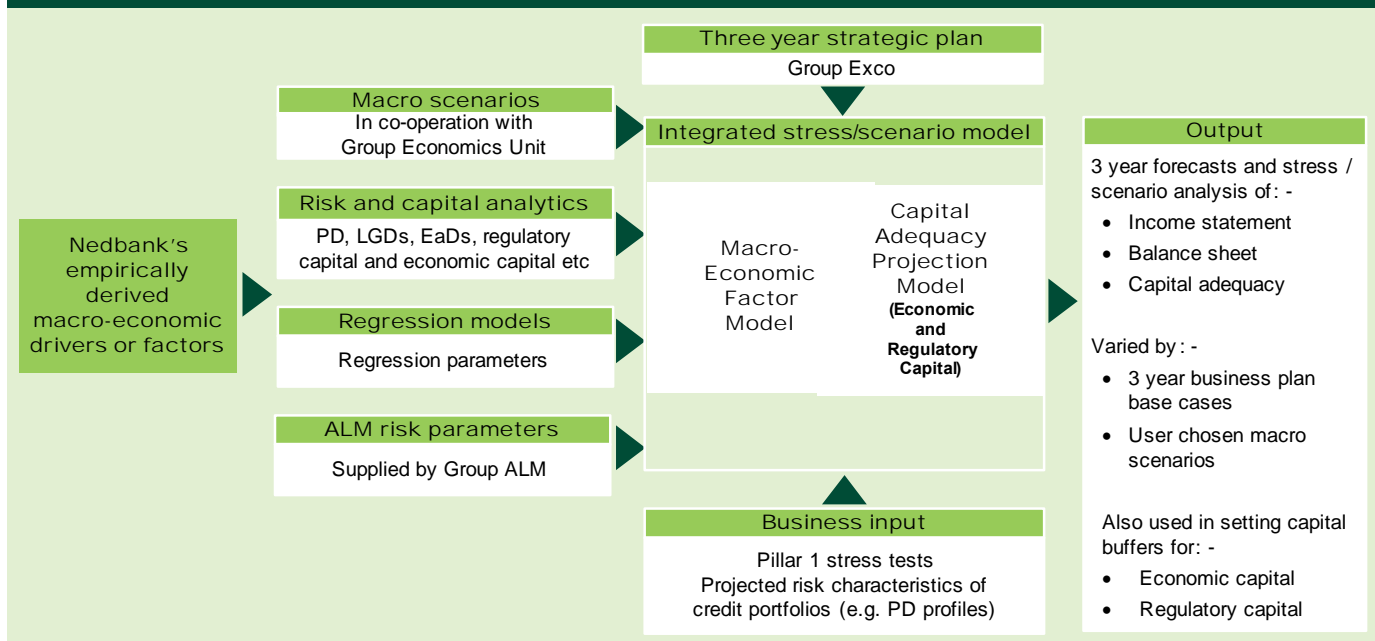 Three year strategic plan
Group Exco
Macro scenarios
In co-operation with
Group Economics Unit
Risk and capital analytics
PD, LGDs, EaDs, regulatory
capital and economic capital etc
Regression models
Regression parameters
ALM risk parameters
Supplied by Group ALM
Nedbank's
empirically
derived
macro-economic
drivers or factors
Integrated stress/scenario model
Macro-
Economic
Factor
Model
Capital
Adequacy
Projection
Model
(Economic
and
Regulatory
Capital)
Business input
Pillar 1 stress tests
Projected risk characteristics of
credit portfolios (e.g. PD profiles)
Output
3 year forecasts and stress /
scenario analysis of: -
• Income statement
• Balance sheet
• Capital adequacy
Varied by: -
• 3 year business plan
base cases
• User chosen macro
scenarios
Also used in setting capital
buffers for: -
• Economic capital
• Regulatory capital